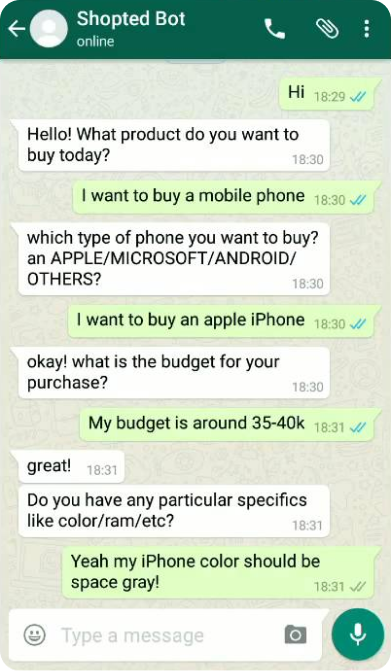 Shopted Bot
online
Hi 18:29
Hello! What product do you want to
buy today?
18:30
I want to buy a mobile phone 18:30
which type of phone you want to buy?
an APPLE/MICROSOFT/ANDROID/
OTHERS?
18:30
I want to buy an apple iPhone 18:30
okay! what is the budget for your
purchase?
18:30
My budget is around 35-40k 18:31
great! 18:31
Do you have any particular specifics
like color/ram/etc?
18:31
Yeah my iPhone color should be
space gray!
18:31
Type a message